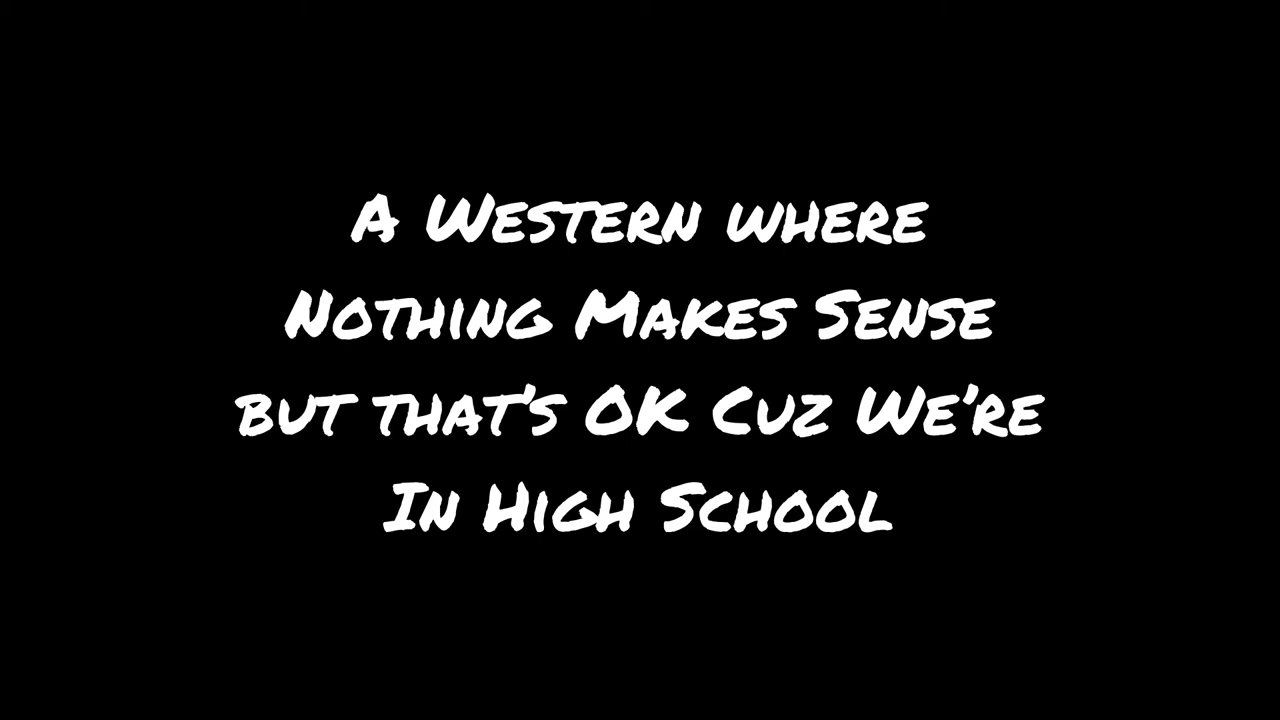 A Western where
Nothing Makes Sense
but that's OK Cuz We're
In High School